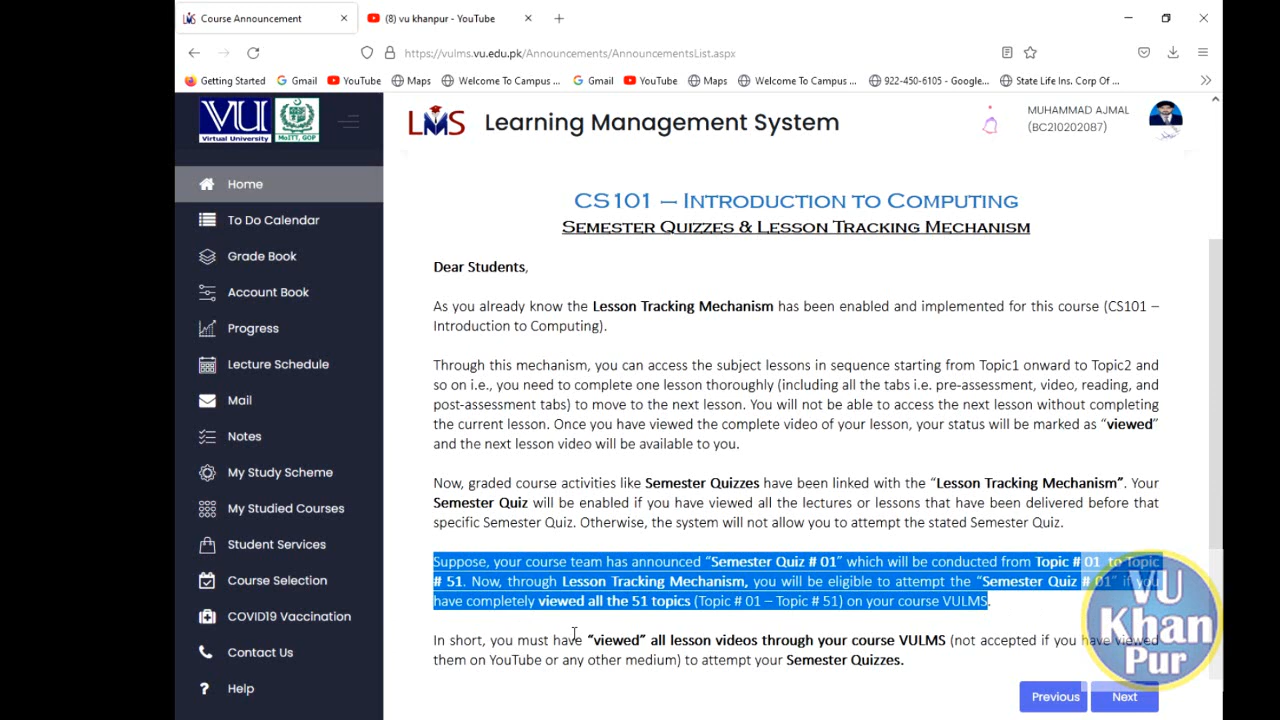 Course Announcement
(8) vu khanpur - YouTube
https://vulms.vu.edu.pk/Announcements/AnnouncementsList.aspx
Getting Started Gmail YouTube Maps Welcome To Campus ... Gmail YouTube Maps Welcome To Campus ... 922-450-6105 - Google... State Life Ins. Corp Of ...
VU
Virtual University
MoITT, GOP
LMS
Learning Management System
MUHAMMAD AJMAL
(BC210202087)
Home
To Do Calendar
Grade Book
Account Book
Progress
Lecture Schedule
Mail
Notes
My Study Scheme
My Studied Courses
Student Services
Course Selection
COVID19 Vaccination
Contact Us
Help
CS101 – Introduction to Computing
Semester Quizzes & Lesson Tracking Mechanism
Dear Students,
As you already know the Lesson Tracking Mechanism has been enabled and implemented for this course (CS101 –
Introduction to Computing).
Through this mechanism, you can access the subject lessons in sequence starting from Topic1 onward to Topic2 and
so on i.e., you need to complete one lesson thoroughly (including all the tabs i.e. pre-assessment, video, reading, and
post-assessment tabs) to move to the next lesson. You will not be able to access the next lesson without completing
the current lesson. Once you have viewed the complete video of your lesson, your status will be marked as “viewed”
and the next lesson video will be available to you.
Now, graded course activities like Semester Quizzes have been linked with the “Lesson Tracking Mechanism”. Your
Semester Quiz will be enabled if you have viewed all the lectures or lessons that have been delivered before that
specific Semester Quiz. Otherwise, the system will not allow you to attempt the stated Semester Quiz.
Suppose, your course team has announced “Semester Quiz # 01” which will be conducted from Topic # 01 to Topic
# 51. Now, through Lesson Tracking Mechanism, you will be eligible to attempt the “Semester Quiz # 01” if you
have completely viewed all the 51 topics (Topic # 01 – Topic # 51) on your course VULMS.
In short, you must have “viewed” all lesson videos through your course VULMS (not accepted if you have viewed
them on YouTube or any other medium) to attempt your Semester Quizzes.
Previous
Next
VU
Khan
Pur